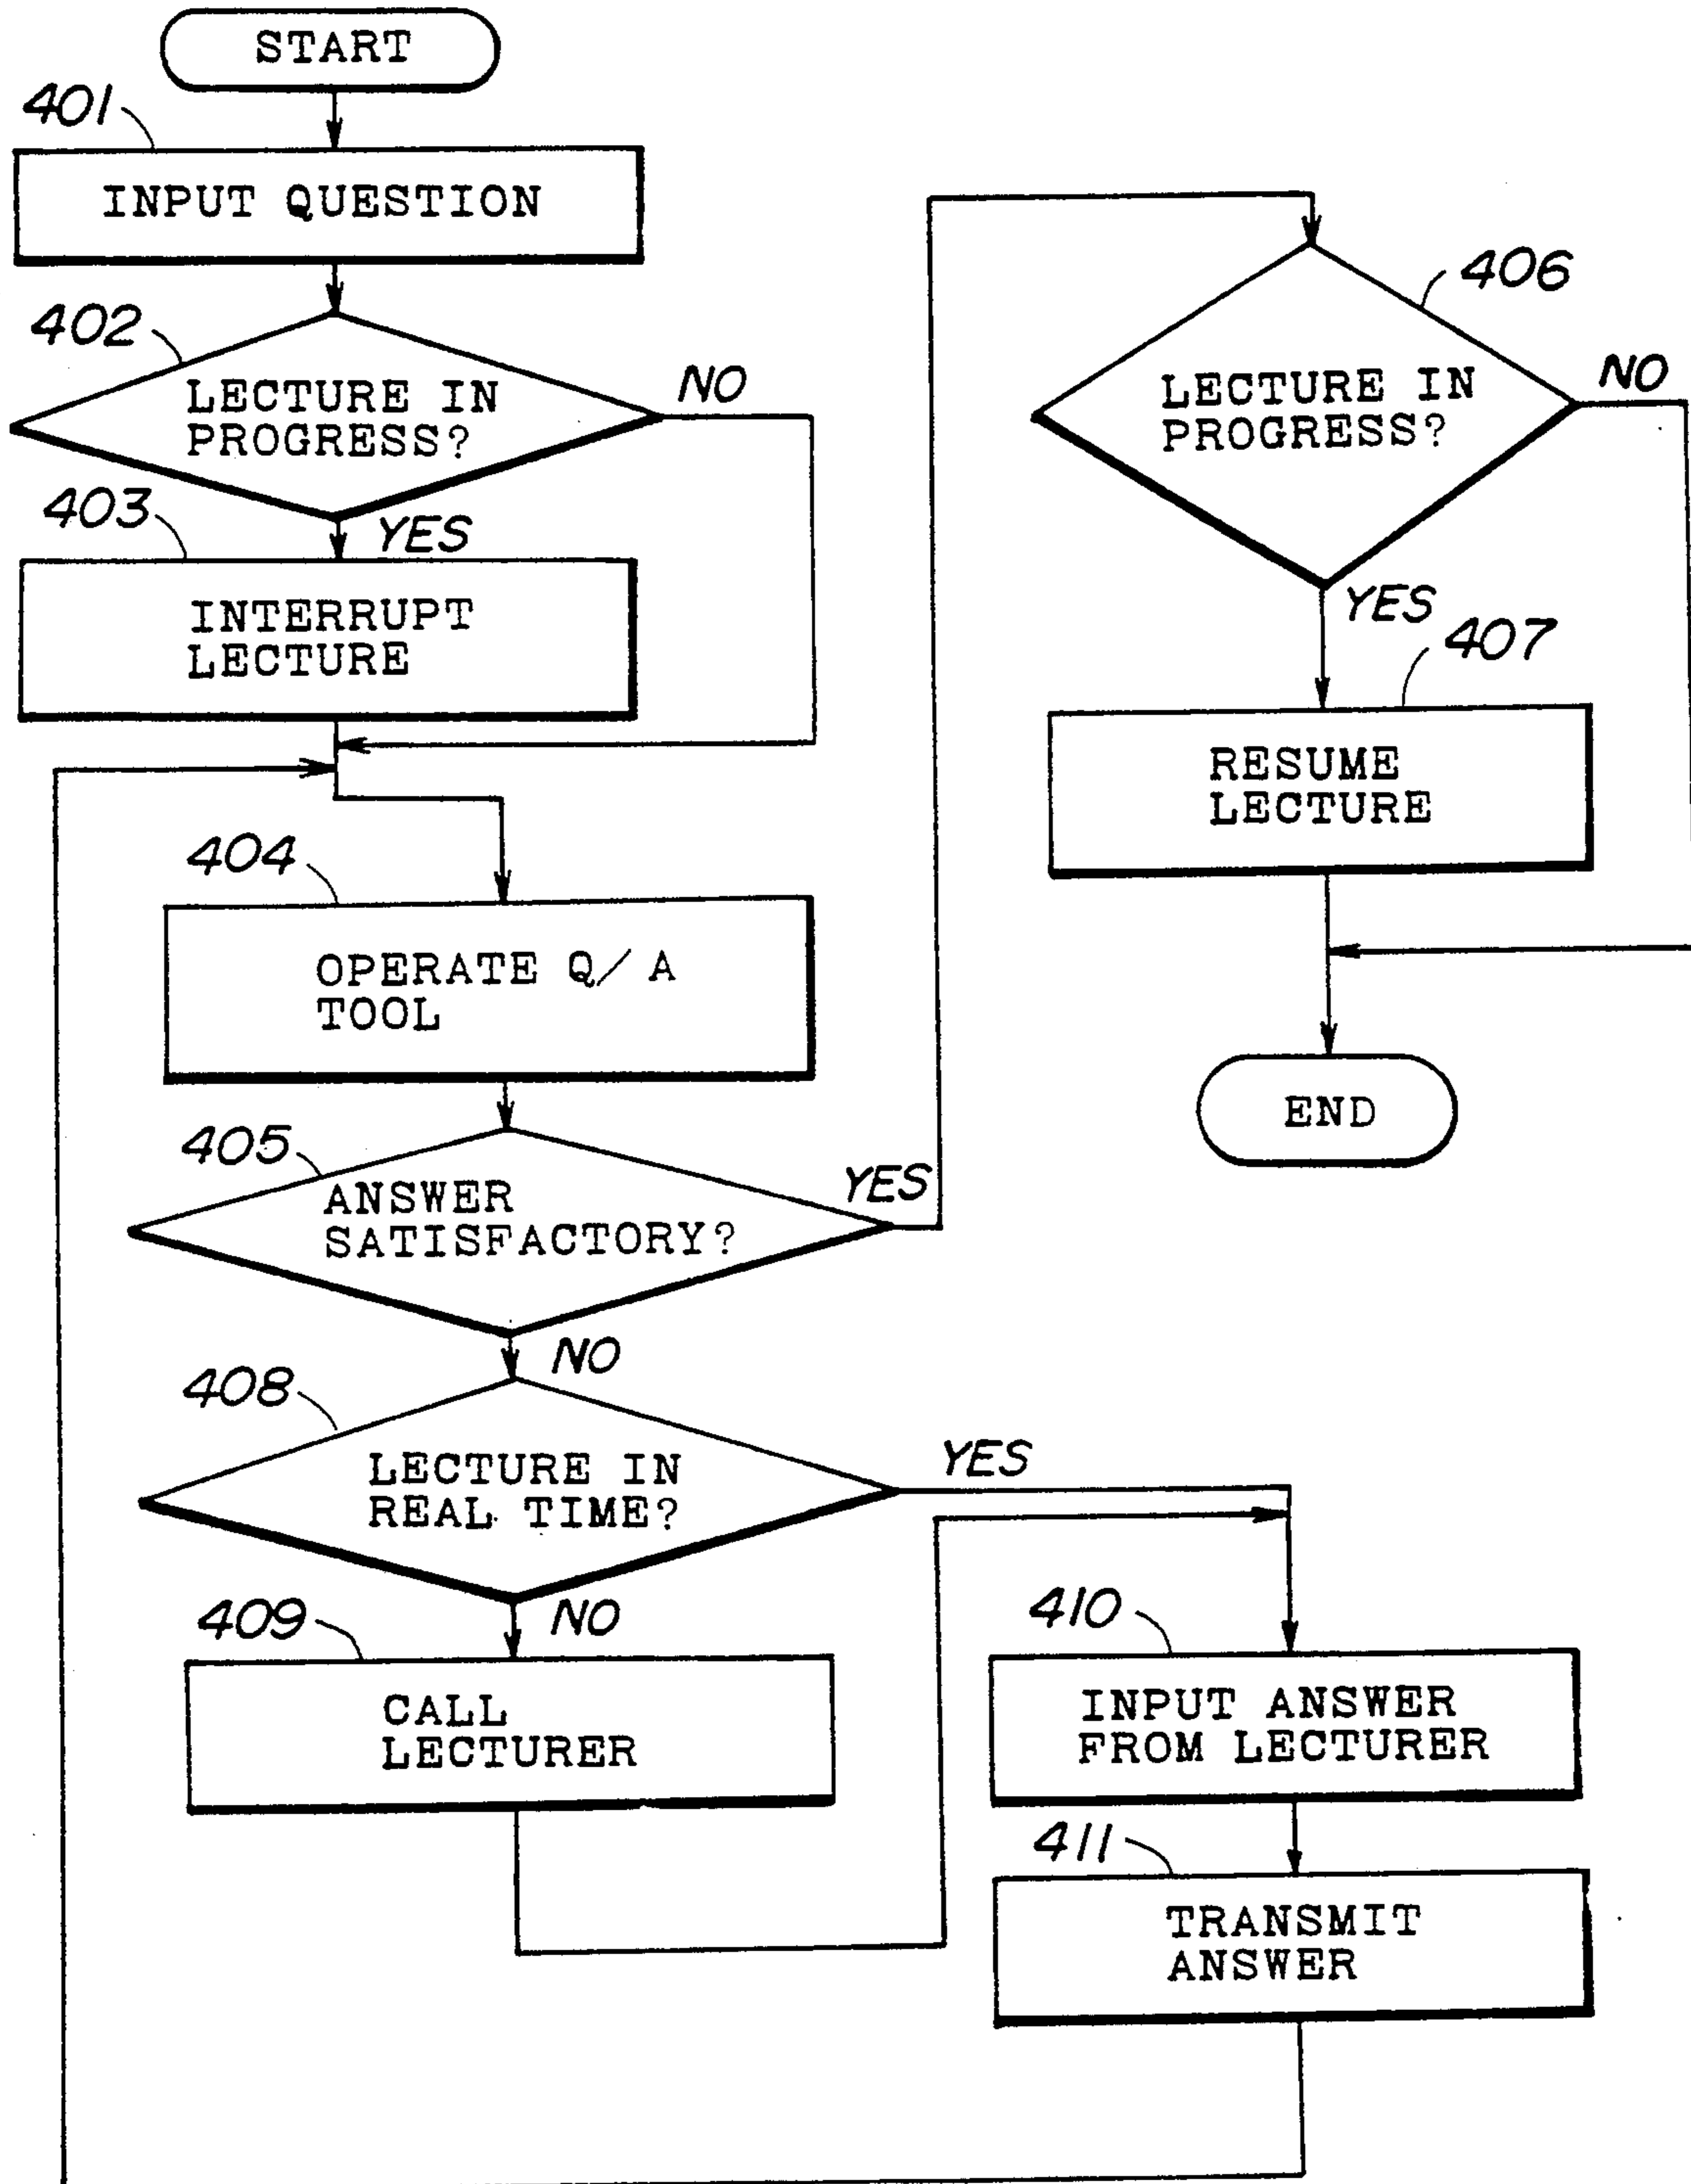 START
401
INPUT QUESTION
402
LECTURE IN
PROGRESS?
NO
YES
403
INTERRUPT
LECTURE
404
OPERATE Q/A
TOOL
405
ANSWER
SATISFACTORY?
YES
NO
406
LECTURE IN
PROGRESS?
NO
YES
407
RESUME
LECTURE
END
408
LECTURE IN
REAL TIME?
YES
NO
409
CALL
LECTURER
410
INPUT ANSWER
FROM LECTURER
411
TRANSMIT
ANSWER